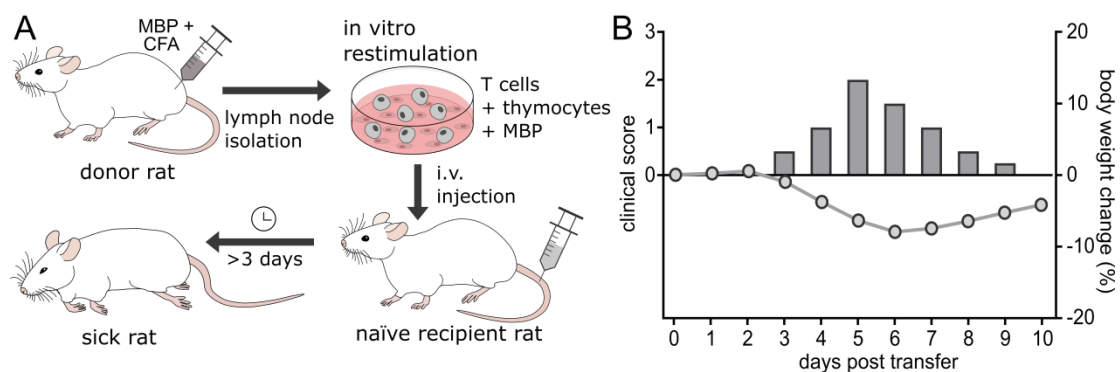 A
MBP +
CFA
donor rat
lymph node
isolation
in vitro
restimulation
T cells
+ thymocytes
+ MBP
i.v.
injection
naïve recipient rat
>3 days
sick rat
B
clinical score
3
2
1
0
body weight change (%)
20
10
0
-10
-20
0 1 2 3 4 5 6 7 8 9 10
days post transfer